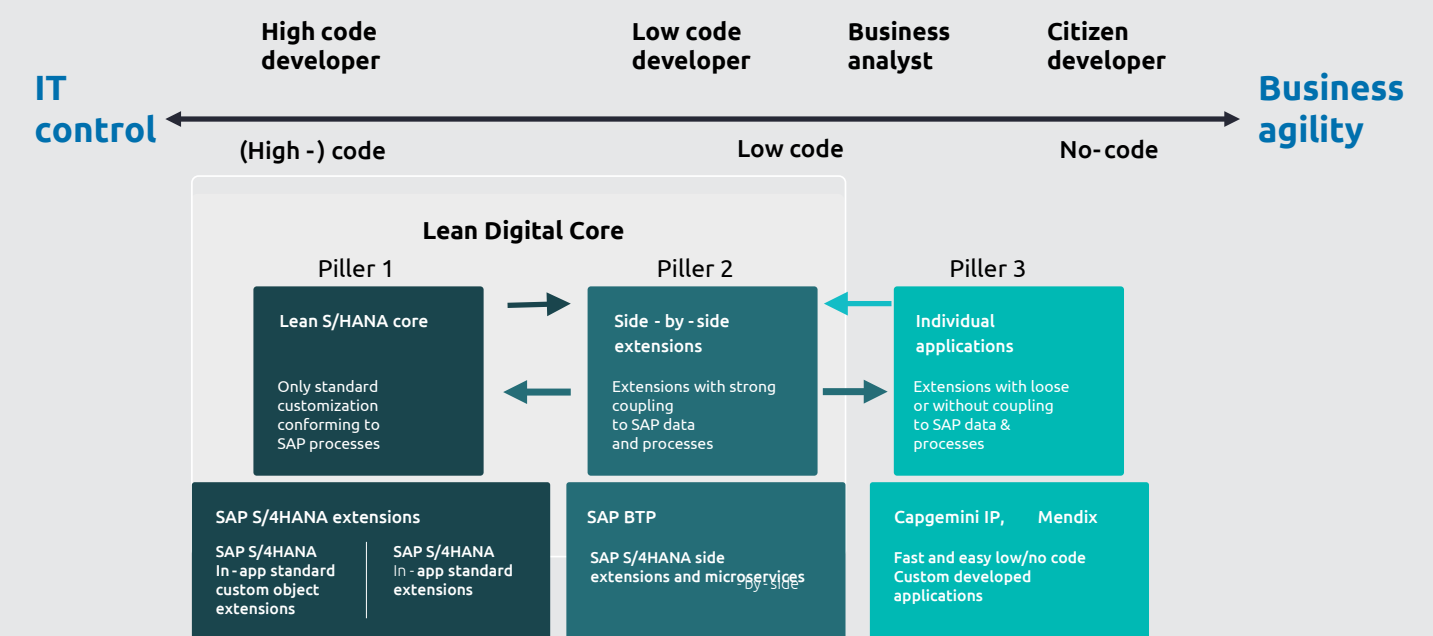 High code
developer
Low code
developer
Business
analyst
Citizen
developer
IT
control
Business
agility
(High -) code
Low code
No-code
Lean Digital Core
Piller 1
Piller 2
Piller 3
Lean S/HANA core
Only standard
customization
conforming to
SAP processes
Side - by - side
extensions
Extensions with strong
coupling
to SAP data
and processes
Individual
applications
Extensions with loose
or without coupling
to SAP data &
processes
SAP S/4HANA extensions
SAP S/4HANA
In - app standard
custom object
extensions
SAP S/4HANA
In - app standard
extensions
SAP BTP
SAP S/4HANA side
extensions and microservices
- by - side
Capgemini IP, Mendix
Fast and easy low/no code
Custom developed
applications